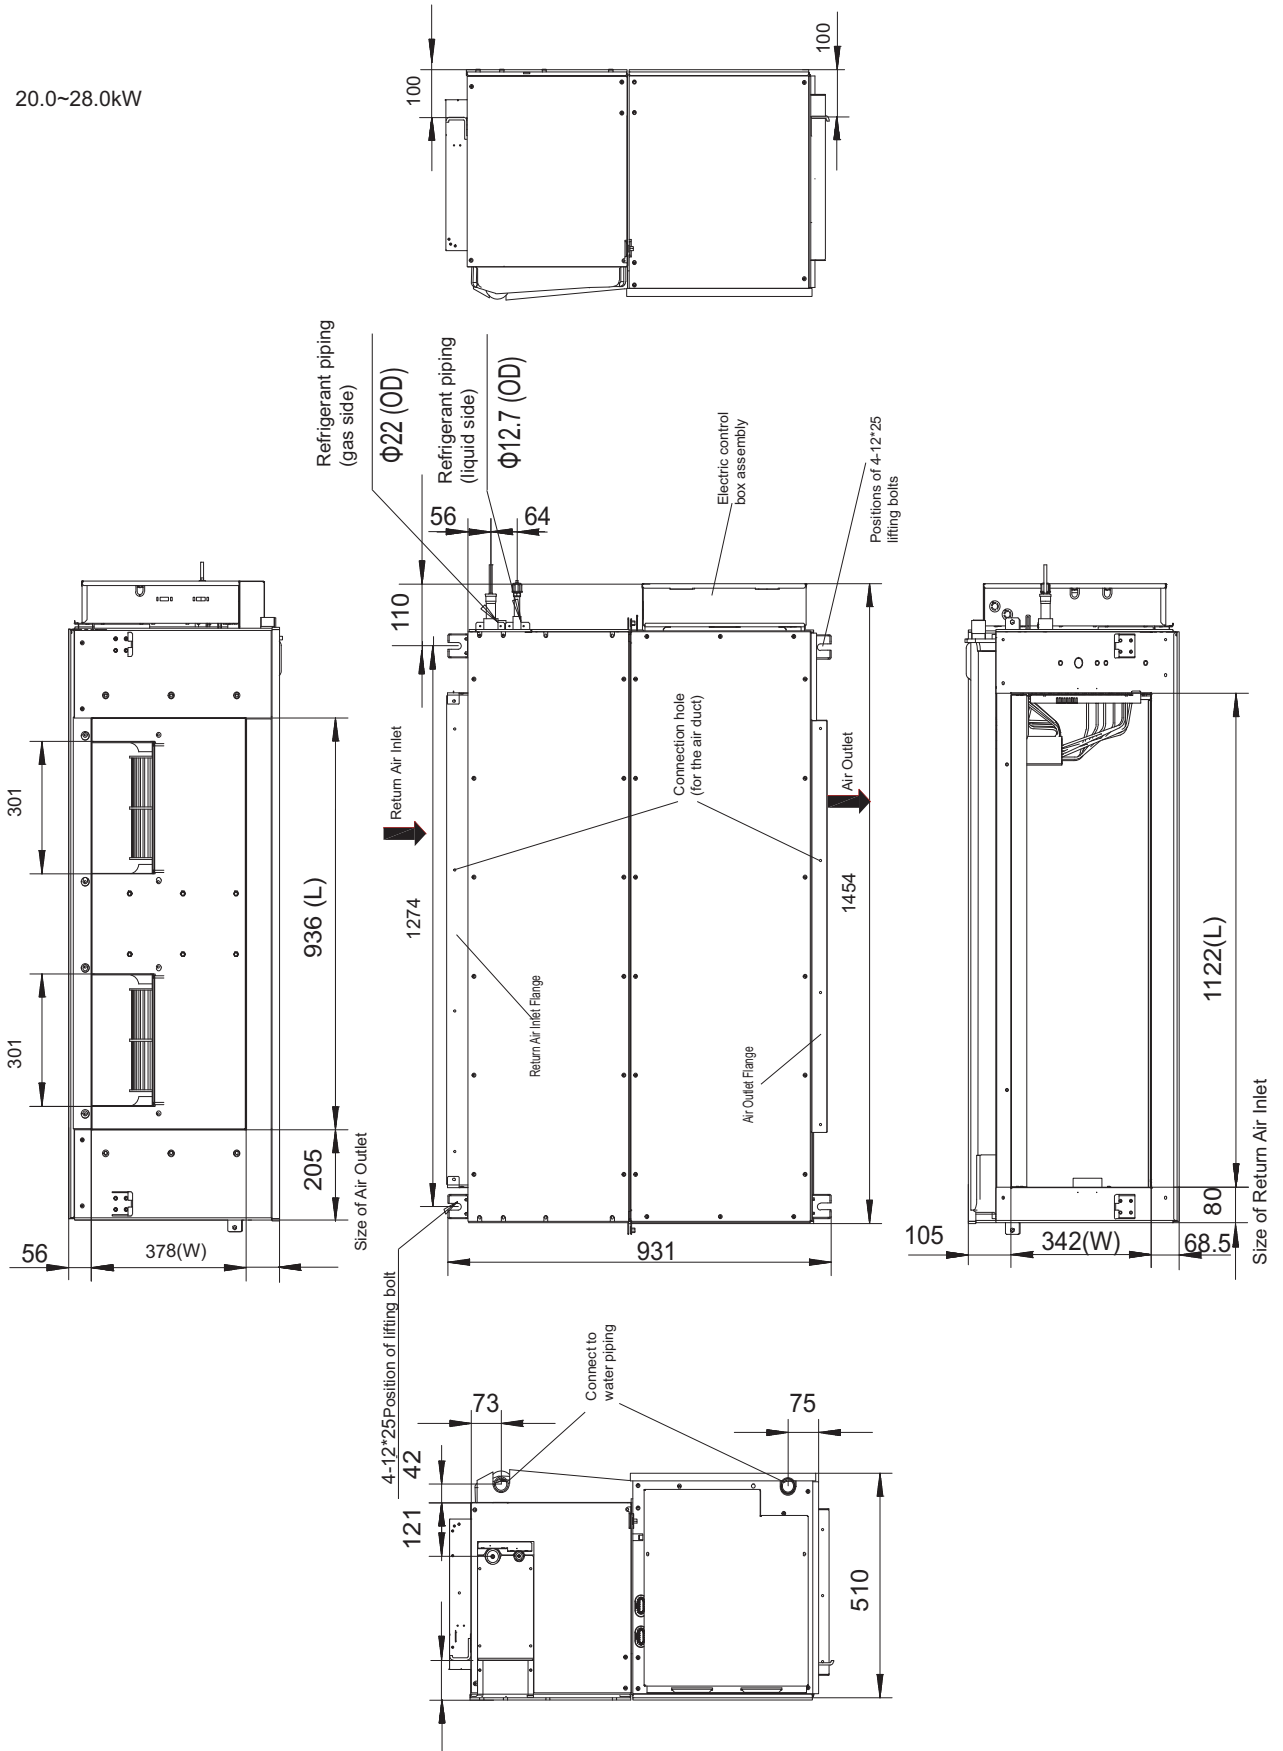 100
100
20.0~28.0kW
Refrigerant piping
(gas side)
Φ22 (OD)
Refrigerant piping
(liquid side)
Φ12.7 (OD)
Electric control
box assembly
Positions of 4-12*25
lifting bolts
56
64
110
Return Air Inlet
Connection hole
(for the air duct)
Air Outlet
301
936 (L)
1274
1454
1122(L)
301
Return Air Inlet Flange
Air Outlet Flange
205
Size of Air Outlet
80
Size of Return Air Inlet
56
378(W)
931
105
342(W)
68.5
4-12*25Position of lifting bolt
Connect to
water piping
73
75
42
121
510